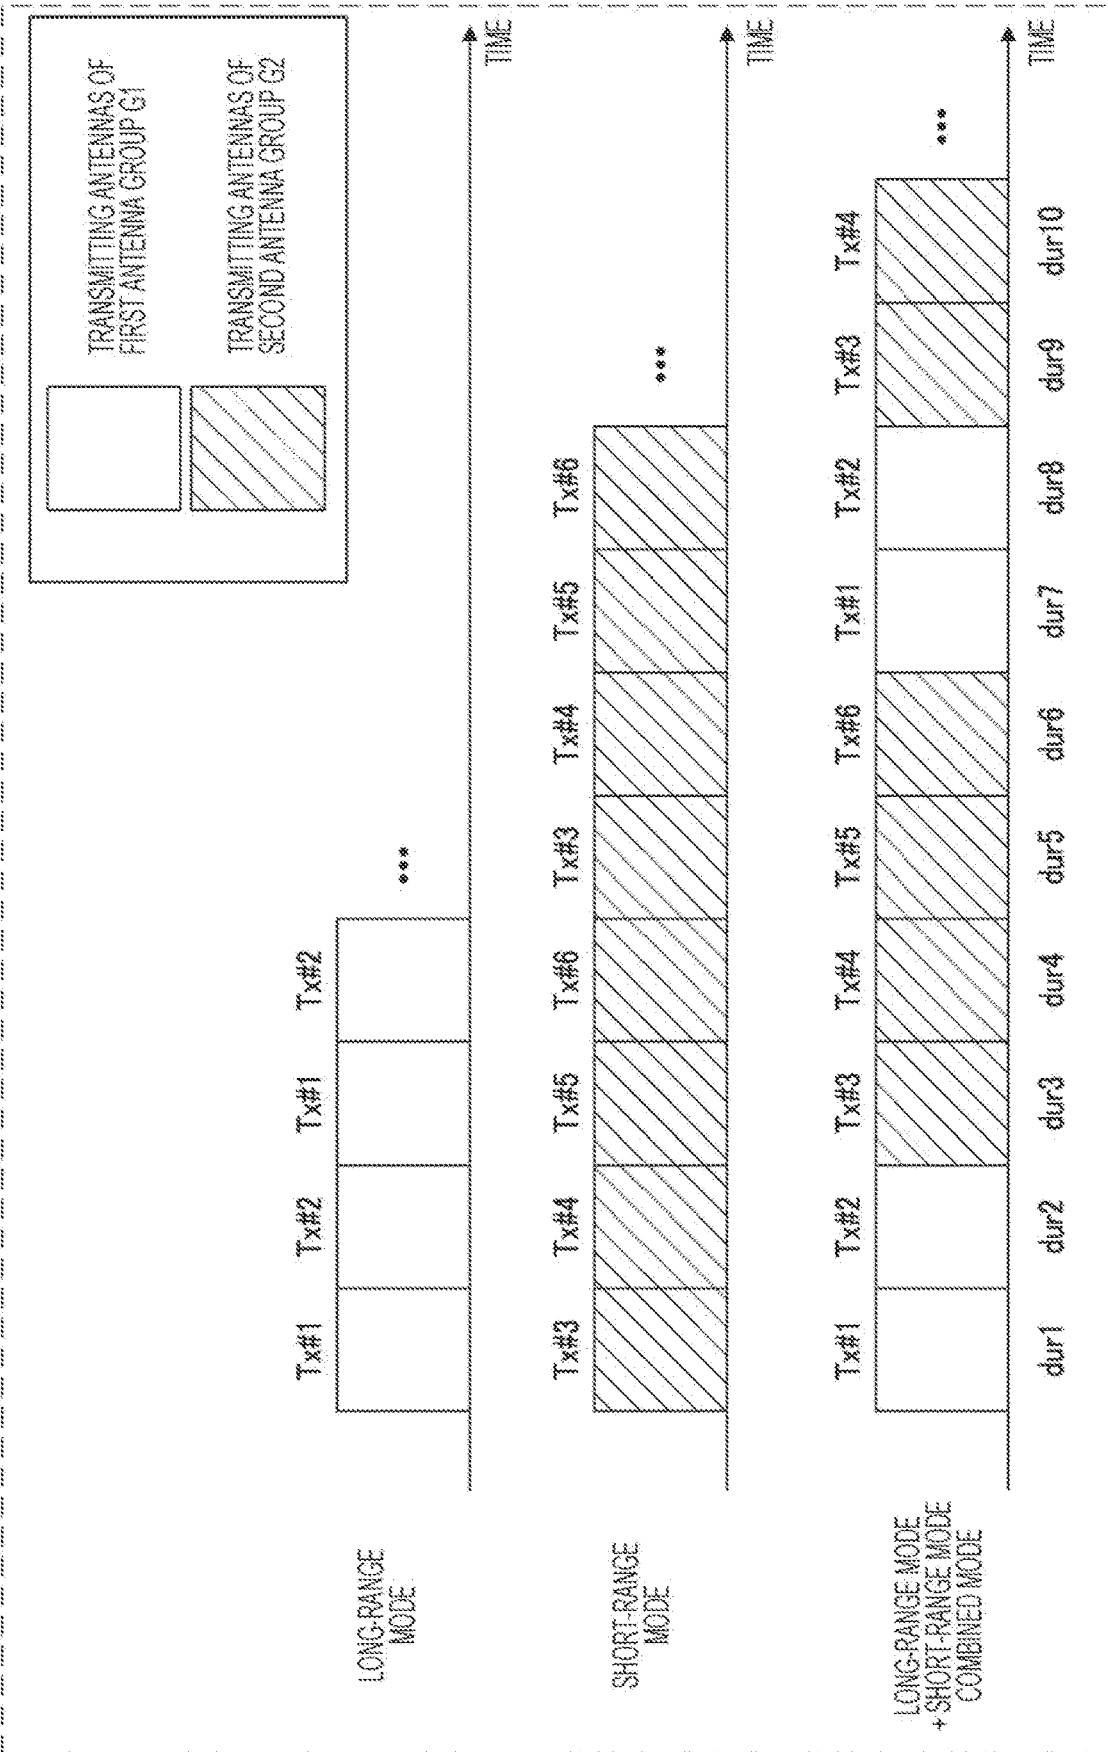 TRANSMITTING ANTENNAS OF
FIRST ANTENNA GROUP G1
TRANSMITTING ANTENNAS OF
SECOND ANTENNA GROUP G2
LONG-RANGE
MODE
Tx#1 Tx#2 Tx#1 Tx#2
•••
TIME
SHORT-RANGE
MODE
Tx#3 Tx#4 Tx#5 Tx#6 Tx#3 Tx#4 Tx#5 Tx#6
•••
TIME
LONG-RANGE MODE
+ SHORT-RANGE MODE
COMBINED MODE
Tx#1 Tx#2 Tx#3 Tx#4 Tx#5 Tx#6 Tx#1 Tx#2 Tx#3 Tx#4
•••
TIME
dur1 dur2 dur3 dur4 dur5 dur6 dur7 dur8 dur9 dur10